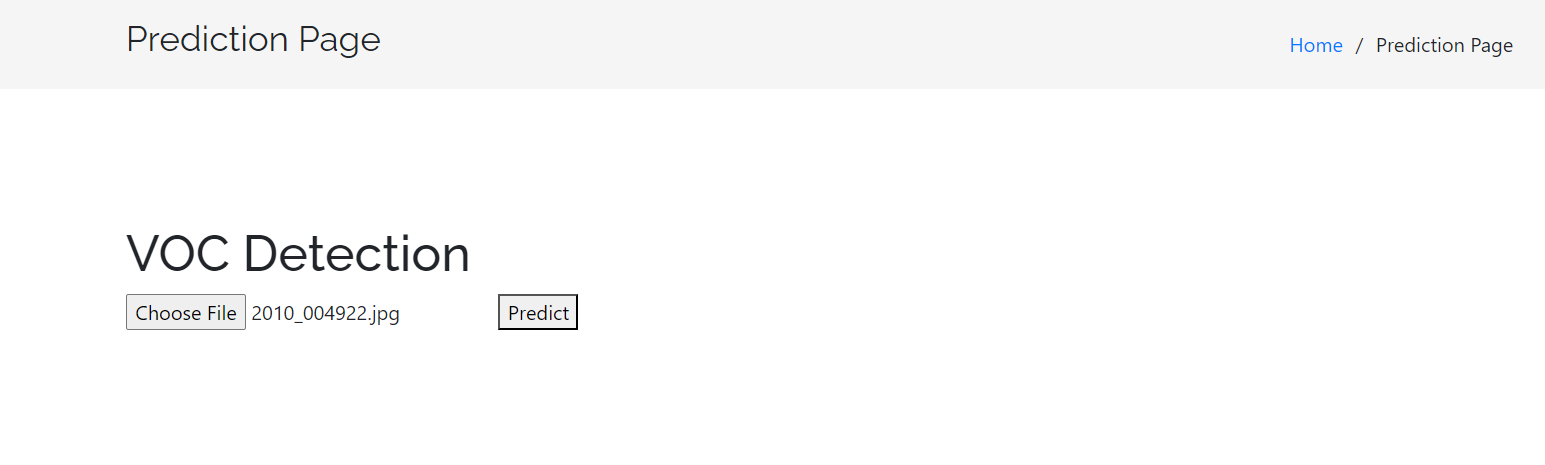 Prediction Page
Home / Prediction Page
VOC Detection
Choose File 2010_004922.jpg Predict